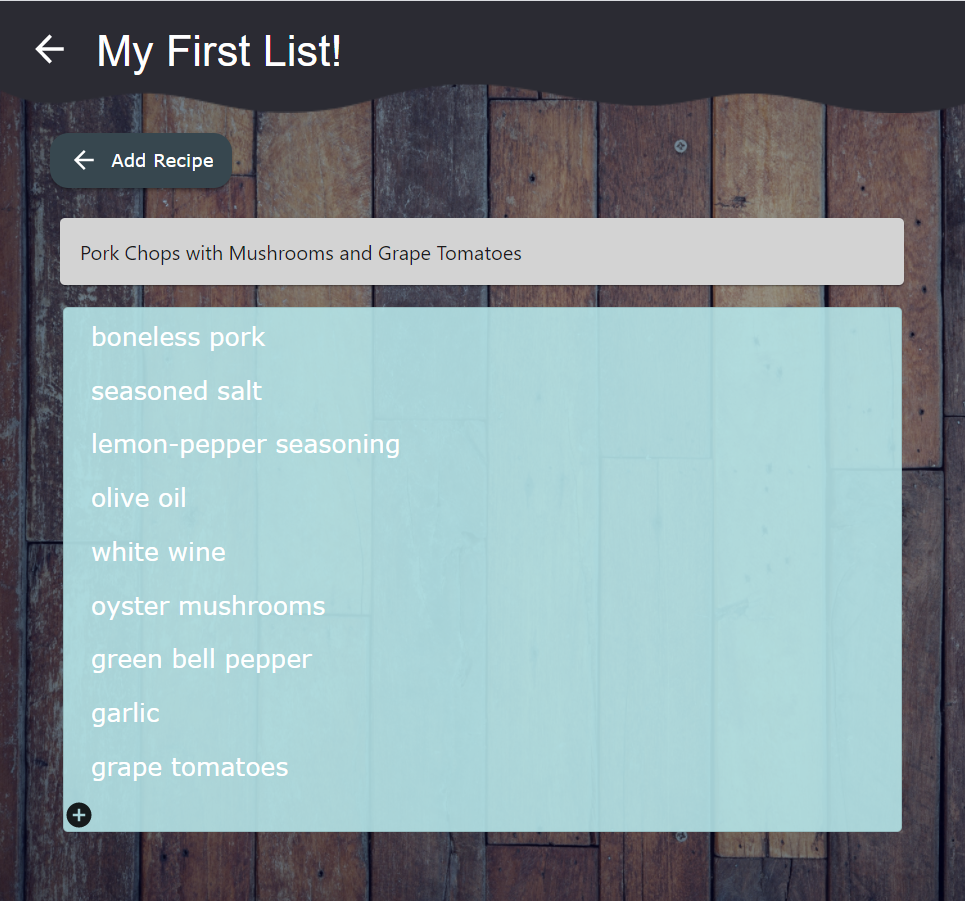 My First List!
Add Recipe
Pork Chops with Mushrooms and Grape Tomatoes
boneless pork
seasoned salt
lemon-pepper seasoning
olive oil
white wine
oyster mushrooms
green bell pepper
garlic
grape tomatoes